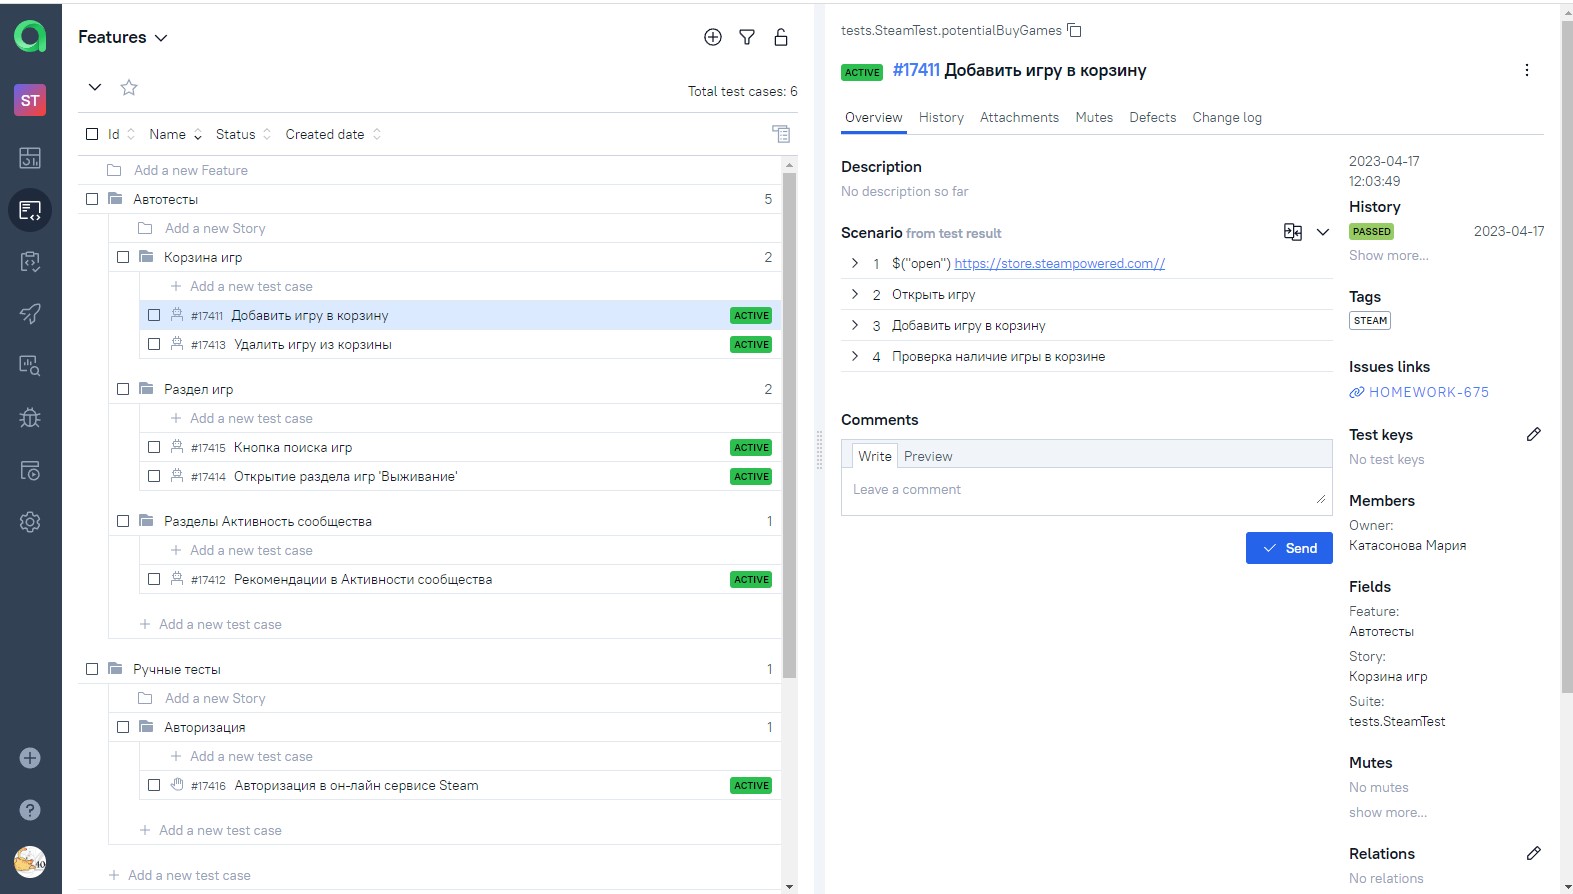 ST
Features
Total test cases: 6
Id Name Status Created date
Add a new Feature
Автотесты 5
Add a new Story
Корзина игр 2
Add a new test case
#17411 Добавить игру в корзину ACTIVE
#17413 Удалить игру из корзины ACTIVE
Раздел игр 2
Add a new test case
#17415 Кнопка поиска игр ACTIVE
#17414 Открытие раздела игр 'Выживание' ACTIVE
Разделы Активность сообщества 1
Add a new test case
#17412 Рекомендации в Активности сообщества ACTIVE
Add a new test case
Ручные тесты 1
Add a new Story
Авторизация 1
Add a new test case
#17416 Авторизация в он-лайн сервисе Steam ACTIVE
Add a new test case
Add a new test case
tests.SteamTest.potentialBuyGames
ACTIVE #17411 Добавить игру в корзину
Overview History Attachments Mutes Defects Change log
Description
No description so far
Scenario from test result
1 $("open") https://store.steampowered.com//
2 Открыть игру
3 Добавить игру в корзину
4 Проверка наличие игры в корзине
Comments
Write Preview
Leave a comment
Send
2023-04-17
12:03:49
History
PASSED 2023-04-17
Show more...
Tags
STEAM
Issues links
HOMEWORK-675
Test keys
No test keys
Members
Owner:
Катасонова Мария
Fields
Feature:
Автотесты
Story:
Корзина игр
Suite:
tests.SteamTest
Mutes
No mutes
show more...
Relations
No relations